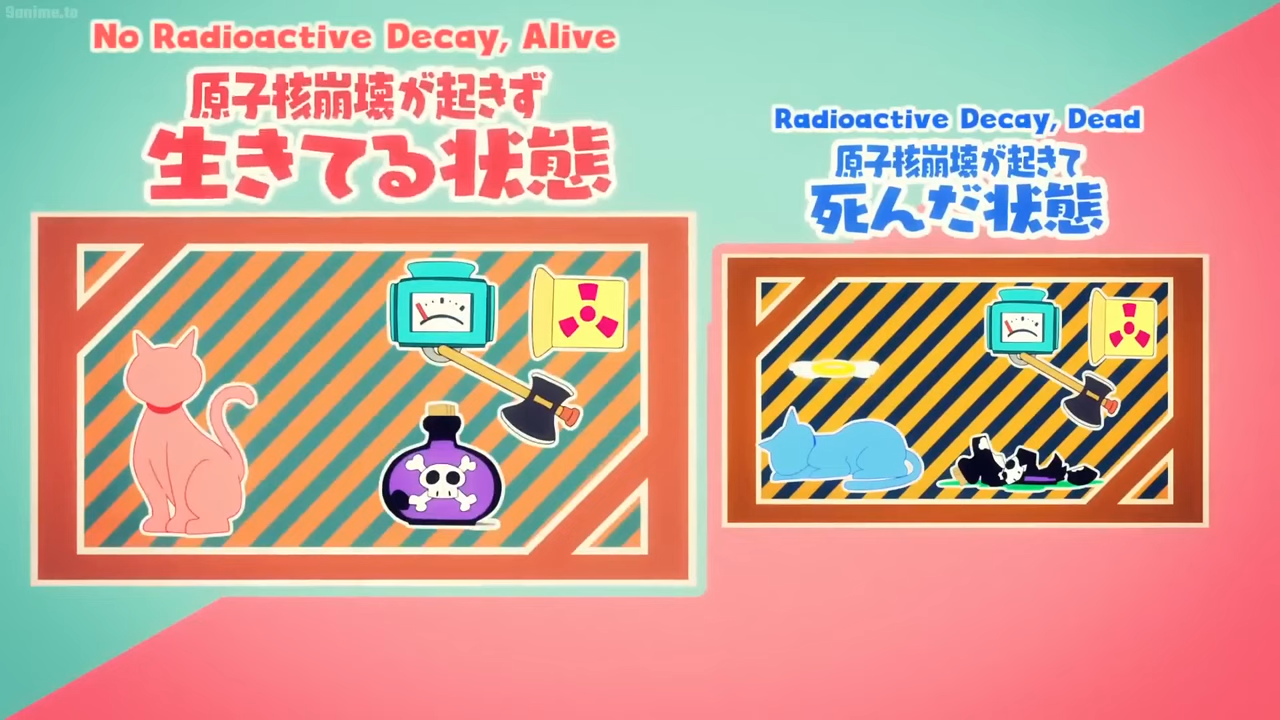 9anime.to
No Radioactive Decay, Alive
原子核崩壊が起きず
生きてる状態
Radioactive Decay, Dead
原子核崩壊が起きて
死んだ状態